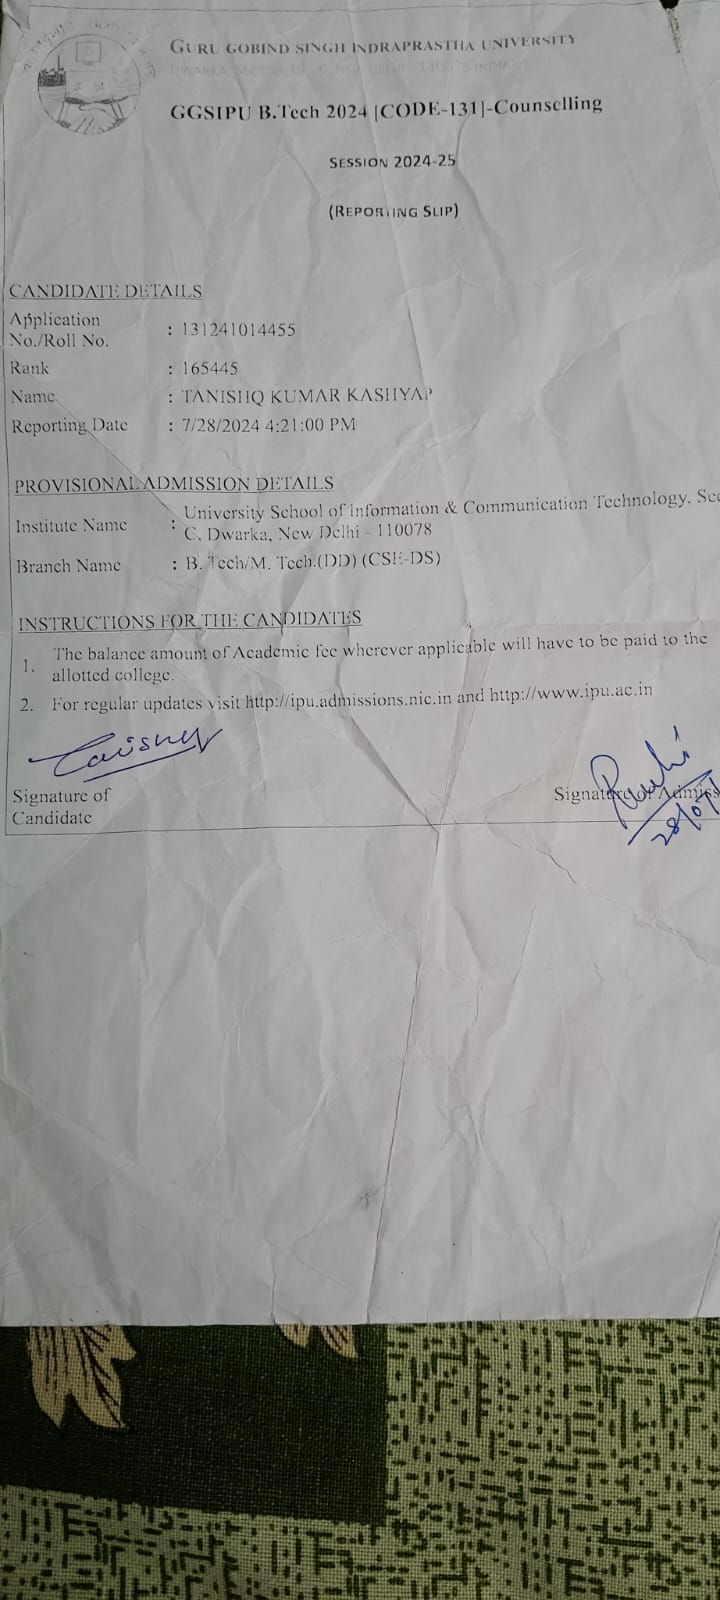 GURU GOBIND SINGH INDRAPRASTHA UNIVERSITY
DWARKA SECTOR 16 C, NEW DELHI 110078 INDIA
GGSIPU B.Tech 2024 [CODE-131]-Counselling
SESSION 2024-25
(REPORTING SLIP)
CANDIDATE DETAILS
Application No./Roll No. : 131241014455
Rank : 165445
Name : TANISHQ KUMAR KASHYAP
Reporting Date : 7/28/2024 4:21:00 PM
PROVISIONAL ADMISSION DETAILS
Institute Name : University School of Information & Communication Technology, Sec
C, Dwarka, New Delhi - 110078
Branch Name : B. Tech/M. Tech.(DD) (CSE-DS)
INSTRUCTIONS FOR THE CANDIDATES
1. The balance amount of Academic fee wherever applicable will have to be paid to the
allotted college.
2. For regular updates visit http://ipu.admissions.nic.in and http://www.ipu.ac.in
Signature of
Candidate
Signature of Admiss
28/07/